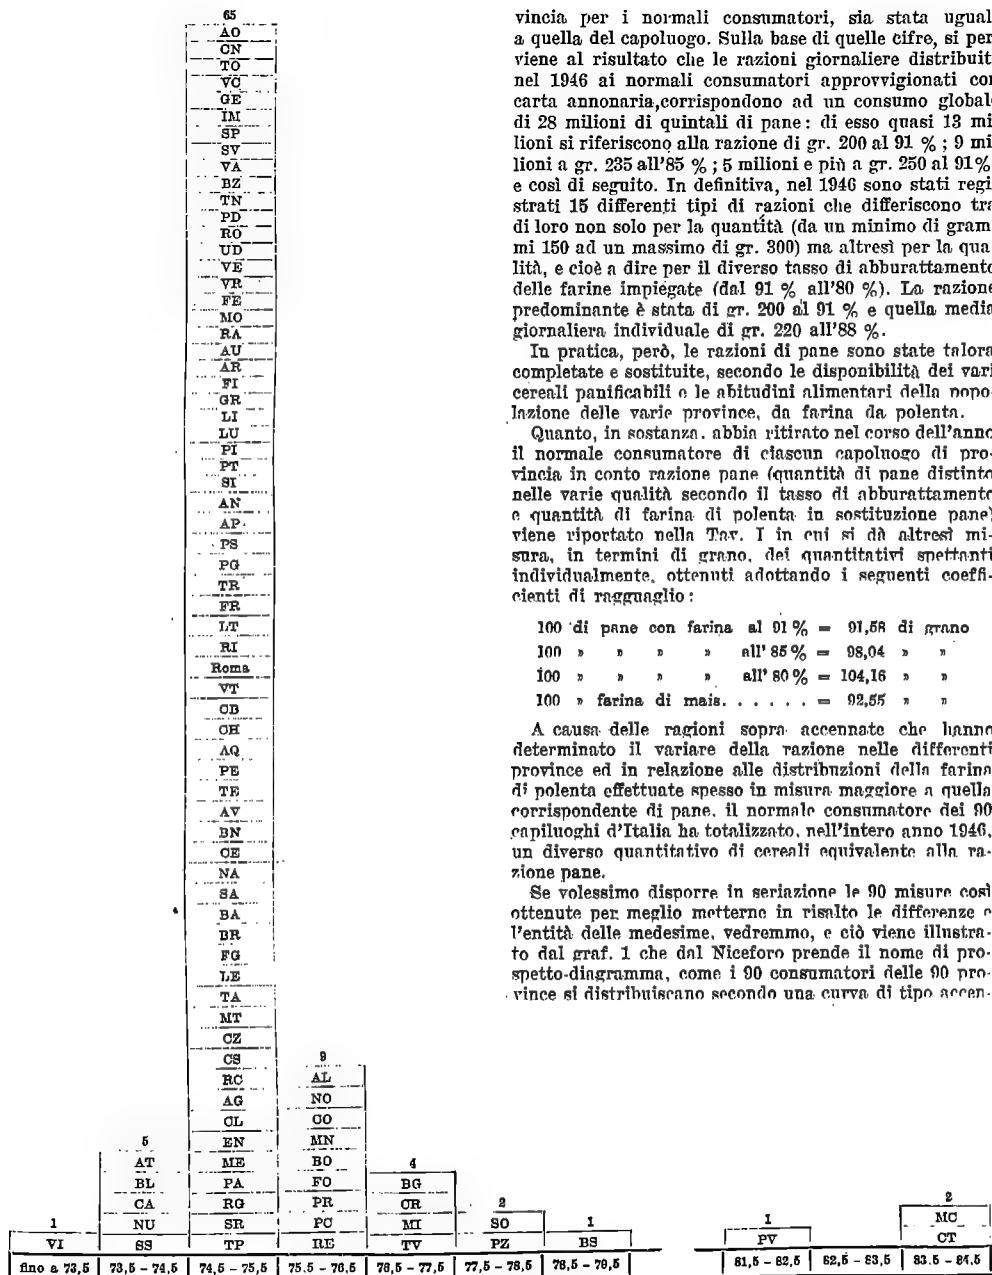 65
AO
CN
TO
VC
GE
IM
SP
SV
VA
BZ
TN
PD
RO
UD
VE
VR
FE
MO
RA
AU
AR
FI
GR
LI
LU
PI
PT
SI
AN
AP
PS
PG
TR
FR
LT
RI
Roma
VT
CB
CH
AQ
PE
TE
AV
BN
CE
NA
SA
BA
BR
FG
LE
TA
MT
CZ
CS
RC
AG
CL
EN
ME
PA
RG
SR
TP
9
AL
NO
CO
MN
BO
FO
PR
PC
RE
5
AT
BL
CA
NU
SS
4
BG
CR
MI
TV
2
SO
PZ
1
VI
1
BS
1
PV
2
MC
CT
fino a 73,5 73,5 - 74,5 74,5 - 75,5 75.5 - 76,5 76,5 - 77,5 77,5 - 78,5 78,5 - 79,5 81,5 - 82,5 82,5 - 83,5 83.5 - 84,5
vincia per i normali consumatori, sia stata ugual
a quella del capoluogo. Sulla base di quelle cifre, si per
viene al risultato che le razioni giornaliere distribuit
nel 1946 ai normali consumatori approvvigionati con
carta annonaria,corrispondono ad un consumo global
di 28 milioni di quintali di pane: di esso quasi 13 mi
lioni si riferiscono alla razione di gr. 200 al 91 % ; 9 mi
lioni a gr. 235 all'85 % ; 5 milioni e più a gr. 250 al 91%
e così di seguito. In definitiva, nel 1946 sono stati regi
strati 15 differenti tipi di razioni che differiscono tra
di loro non solo per la quantità (da un minimo di gram
mi 150 ad un massimo di gr. 300) ma altresì per la qua
lità, e cioè a dire per il diverso tasso di abburattamento
delle farine impiegate (dal 91 % all'80 %). La razione
predominante è stata di gr. 200 al 91 % e quella media
giornaliera individuale di gr. 220 all'88 %.
In pratica, però, le razioni di pane sono state talora
completate e sostituite, secondo le disponibilità dei vari
cereali panificabili e le abitudini alimentari della popo
lazione delle varie province, da farina da polenta.
Quanto, in sostanza. abbia ritirato nel corso dell'anno
il normale consumatore di ciascun capoluogo di pro-
vincia in conto razione pane (quantità di pane distinto
nelle varie qualità secondo il tasso di abburattamento
e quantità di farina di polenta in sostituzione pane)
viene riportato nella Tav. I in cui si dà altresì mi-
sura, in termini di grano, dei quantitativi spettanti
individualmente, ottenuti adottando i seguenti coeffi-
cienti di ragguaglio:
100 di pane con farina al 91 % = 91,58 di grano
100 » » » » all' 85 % = 98,04 » »
100 » » » » all' 80 % = 104,16 » »
100 » farina di mais. . . . . . = 92,55 » »
A causa delle ragioni sopra accennate che hanno
determinato il variare della razione nelle differenti
province ed in relazione alle distribuzioni della farina
di polenta effettuate spesso in misura maggiore a quella
corrispondente di pane, il normale consumatore dei 90
capiluoghi d'Italia ha totalizzato, nell'intero anno 1946,
un diverso quantitativo di cereali equivalente alla ra-
zione pane.
Se volessimo disporre in seriazione le 90 misure così
ottenute per meglio metterne in risalto le differenze e
l'entità delle medesime, vedremmo, e ciò viene illustra-
to dal graf. 1 che dal Niceforo prende il nome di pro-
spetto-diagramma, come i 90 consumatori delle 90 pro-
vince si distribuiscano secondo una curva di tipo accen-